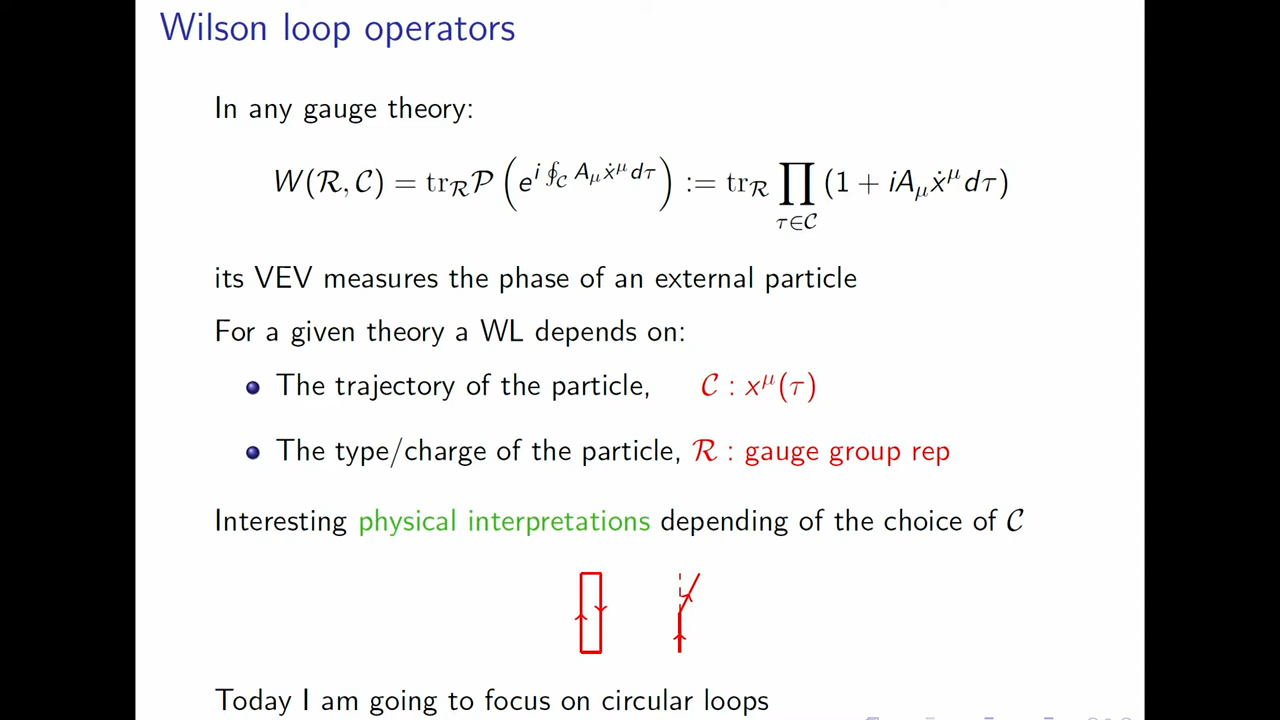 Wilson loop operators
In any gauge theory:
W(ℛ, 𝒞) = tr_ℛ 𝒫 (e^{i ∮_𝒞 A_μ ẋ^μ dτ}) := tr_ℛ ∏_{τ∈𝒞} (1 + iA_μ ẋ^μ dτ)
its VEV measures the phase of an external particle
For a given theory a WL depends on:
The trajectory of the particle, 𝒞 : x^μ(τ)
The type/charge of the particle, ℛ : gauge group rep
Interesting physical interpretations depending of the choice of 𝒞
Today I am going to focus on circular loops